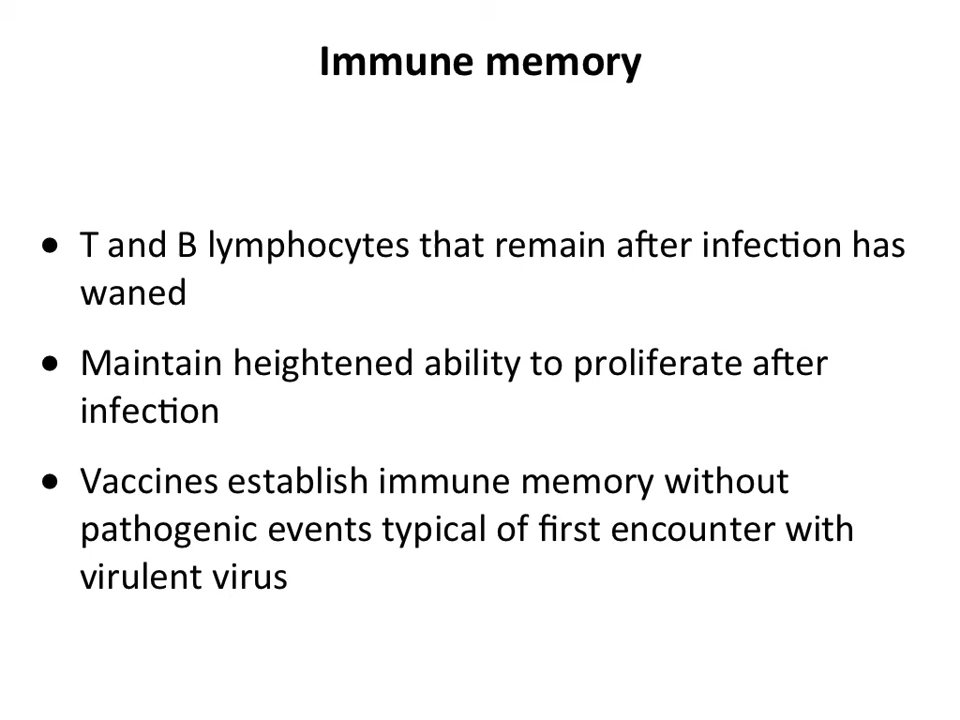 Immune memory
● T and B lymphocytes that remain after infection has
waned
● Maintain heightened ability to proliferate after
infection
● Vaccines establish immune memory without
pathogenic events typical of first encounter with
virulent virus